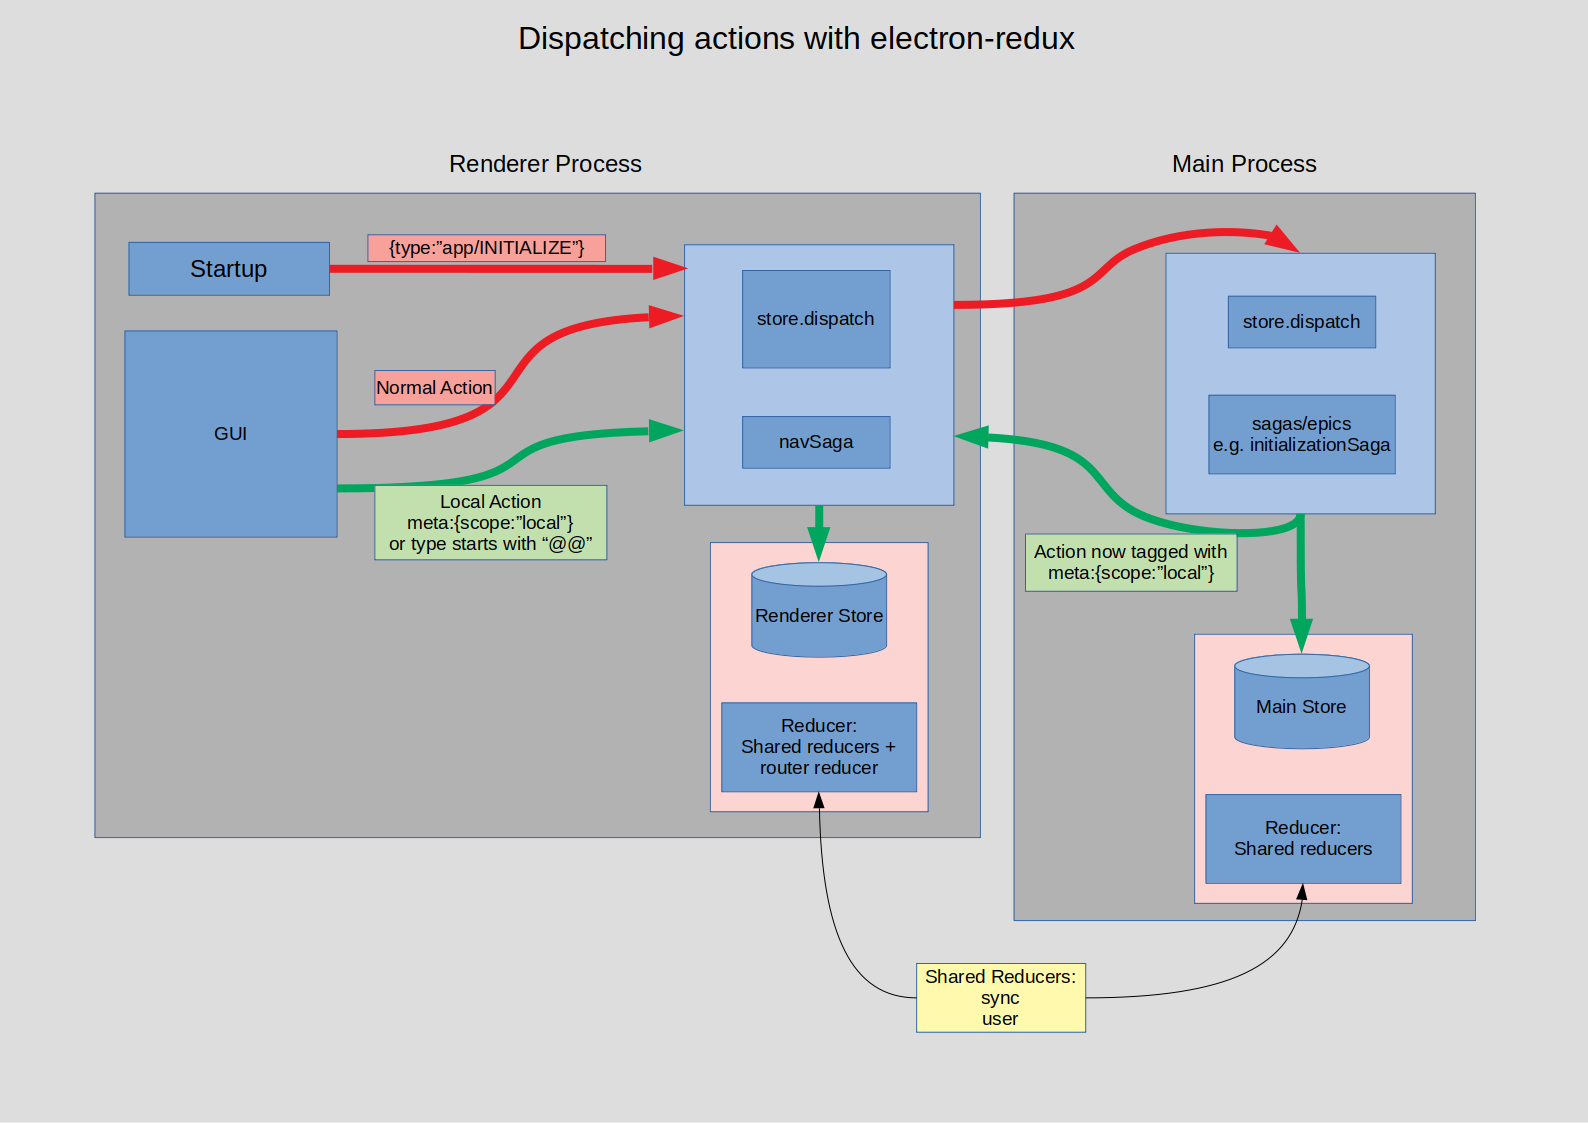 Dispatching actions with electron-redux
Renderer Process
Main Process
Startup
{type:”app/INITIALIZE”}
GUI
Normal Action
Local Action
meta:{scope:”local”}
or type starts with “@@”
store.dispatch
navSaga
Renderer Store
Reducer:
Shared reducers +
router reducer
store.dispatch
sagas/epics
e.g. initializationSaga
Action now tagged with
meta:{scope:”local”}
Main Store
Reducer:
Shared reducers
Shared Reducers:
sync
user